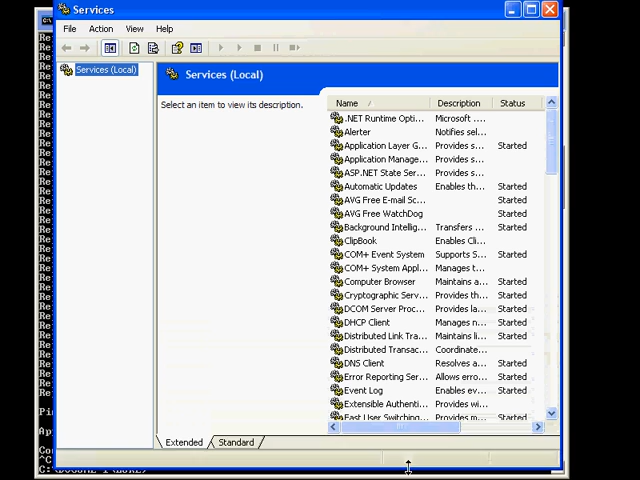 Services
File Action View Help
Services (Local)
Services (Local)
Select an item to view its description.
Name Description Status
.NET Runtime Opti... Microsoft ....
Alerter Notifies sel...
Application Layer G... Provides s... Started
Application Manage... Provides s...
ASP.NET State Ser... Provides s...
Automatic Updates Enables th... Started
AVG Free E-mail Sc... Started
AVG Free WatchDog Started
Background Intellig... Transfers ... Started
ClipBook Enables Cli...
COM+ Event System Supports S... Started
COM+ System Appl... Manages t...
Computer Browser Maintains a... Started
Cryptographic Serv... Provides th... Started
DCOM Server Proc... Provides la... Started
DHCP Client Manages n... Started
Distributed Link Tra... Maintains li... Started
Distributed Transac... Coordinate...
DNS Client Resolves a... Started
Error Reporting Ser... Allows erro... Started
Event Log Enables ev... Started
Extensible Authenti... Provides wi...
Fast User Switching... Provides m... Started
Extended Standard